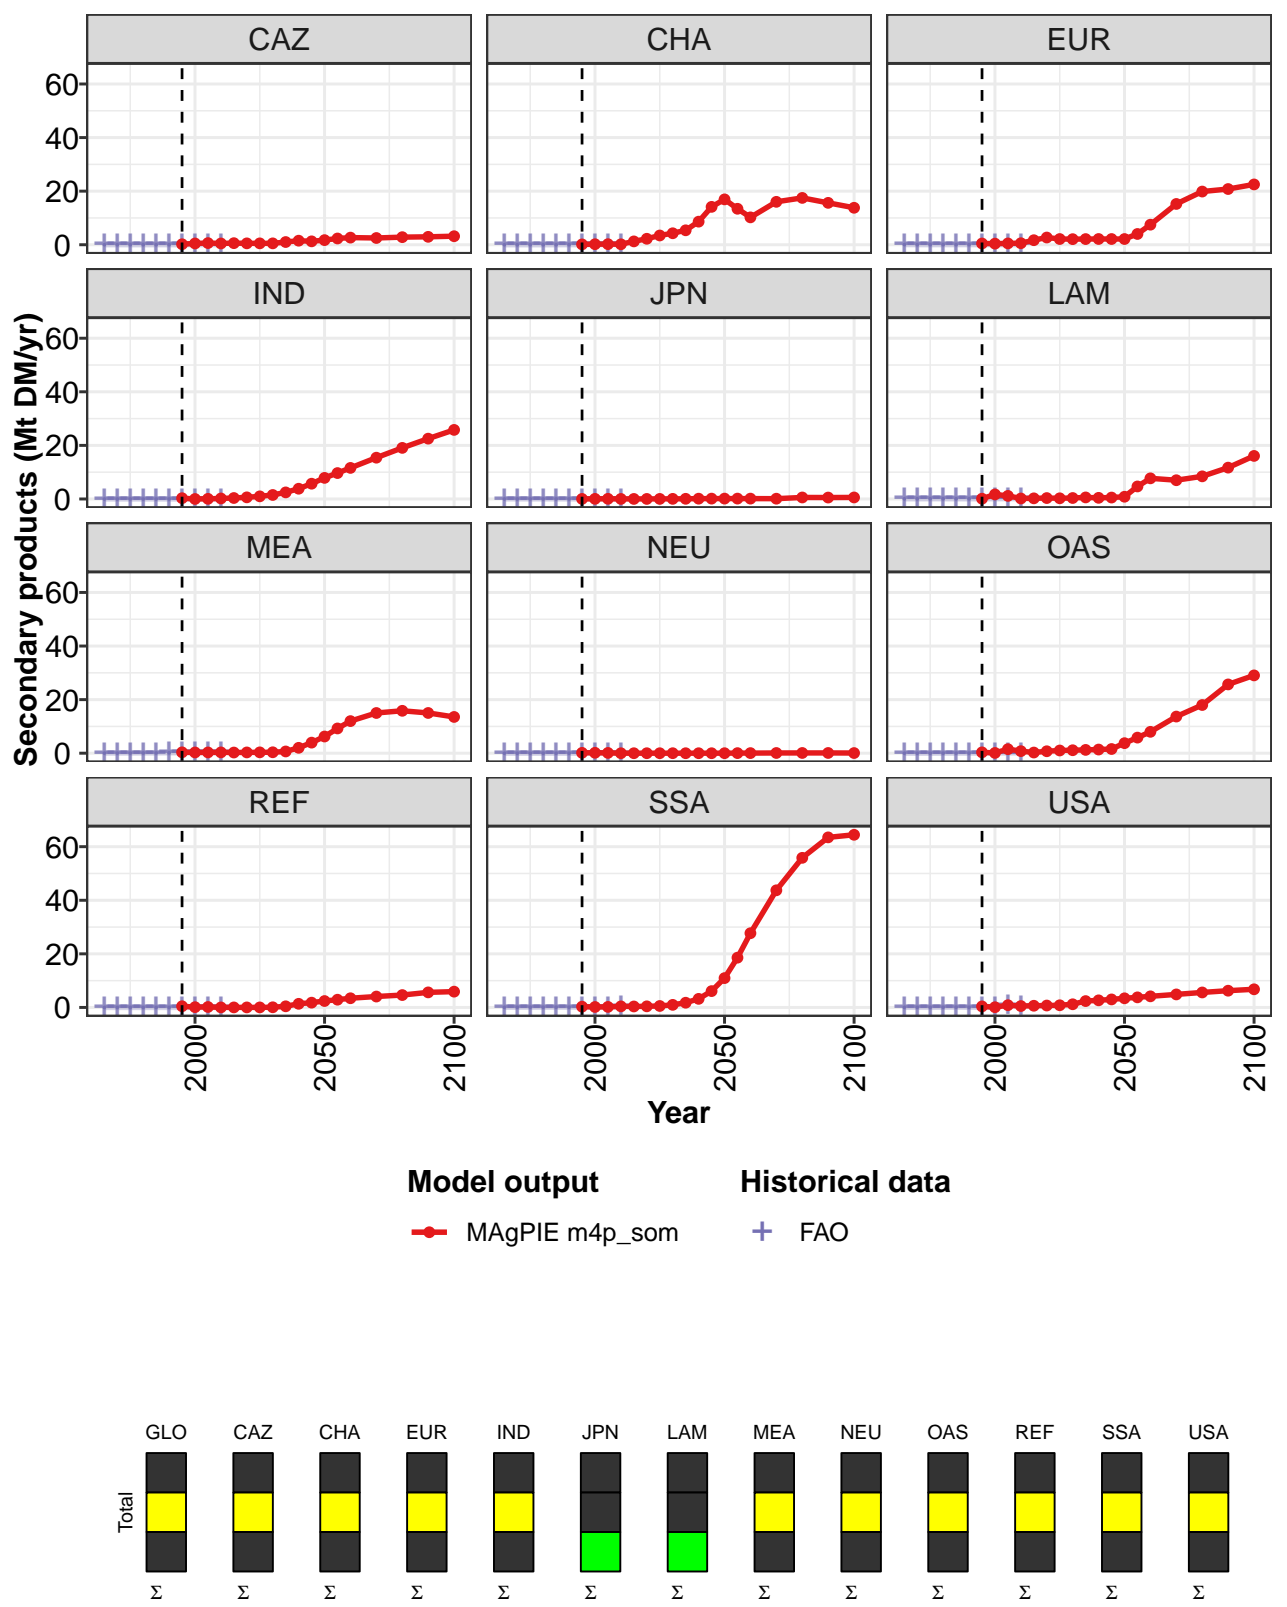 CAZ CHA EUR
60
40
20
0
IND JPN LAM
60
40
20
0
MEA NEU OAS
60
40
20
0
REF SSA USA
60
40
20
0
Secondary products (Mt DM/yr)
2000 2050 2100 2000 2050 2100 2000 2050 2100
Year
Model output Historical data
MAgPIE m4p_som FAO
GLO CAZ CHA EUR IND JPN LAM MEA NEU OAS REF SSA USA
Total
Σ Σ Σ Σ Σ Σ Σ Σ Σ Σ Σ Σ Σ